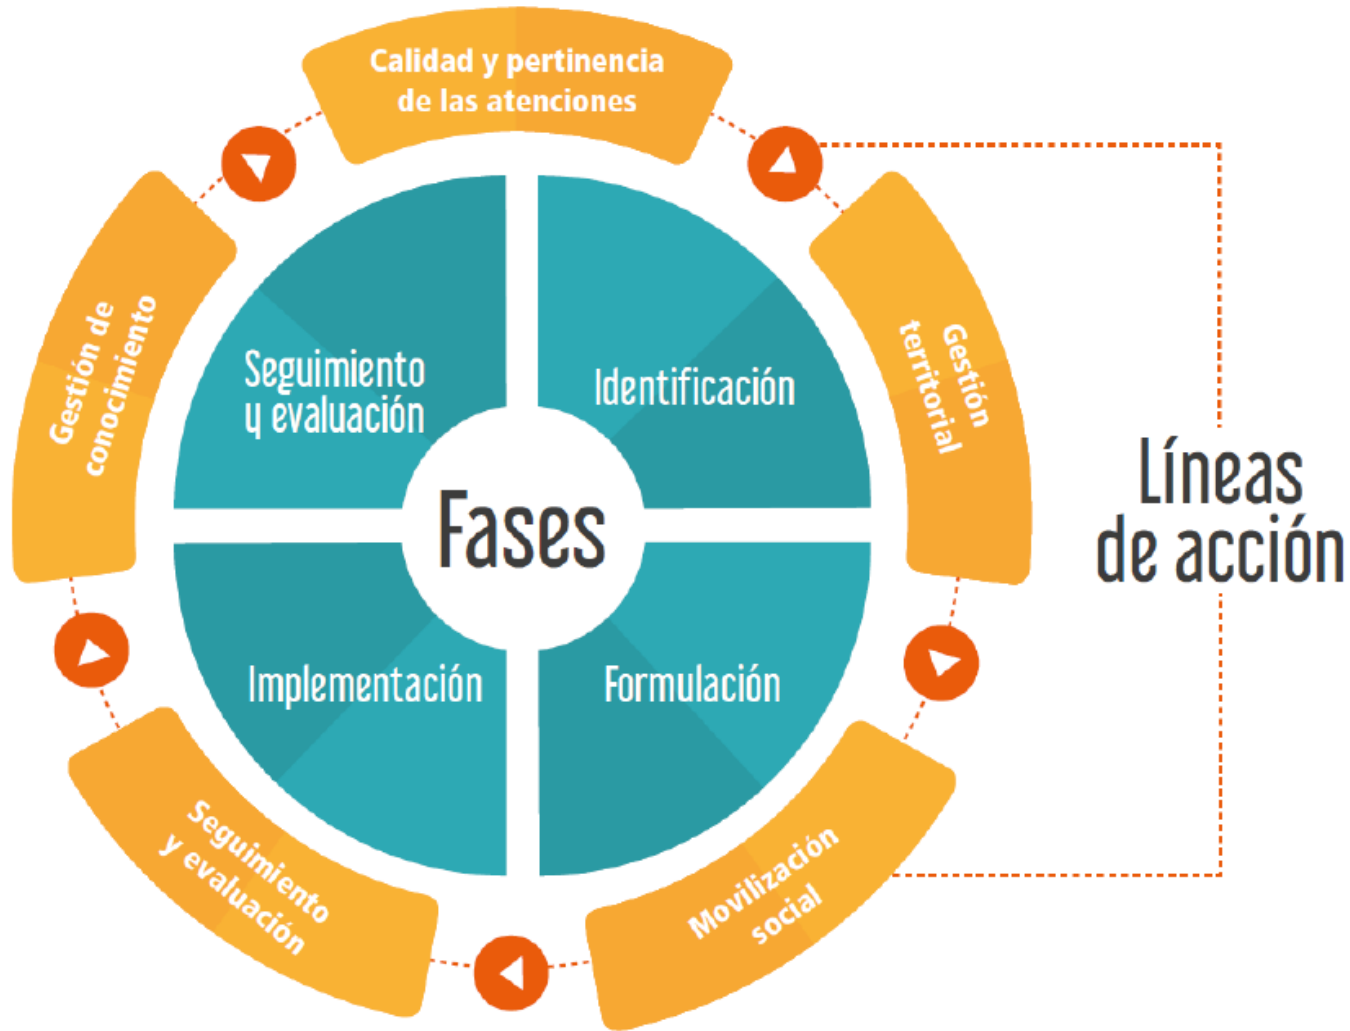 Calidad y pertinencia
de las atenciones
Gestión
territorial
Movilización
social
Seguimiento
y evaluación
Gestión de
conocimiento
Seguimiento
y evaluación
Identificación
Fases
Implementación
Formulación
Líneas
de acción